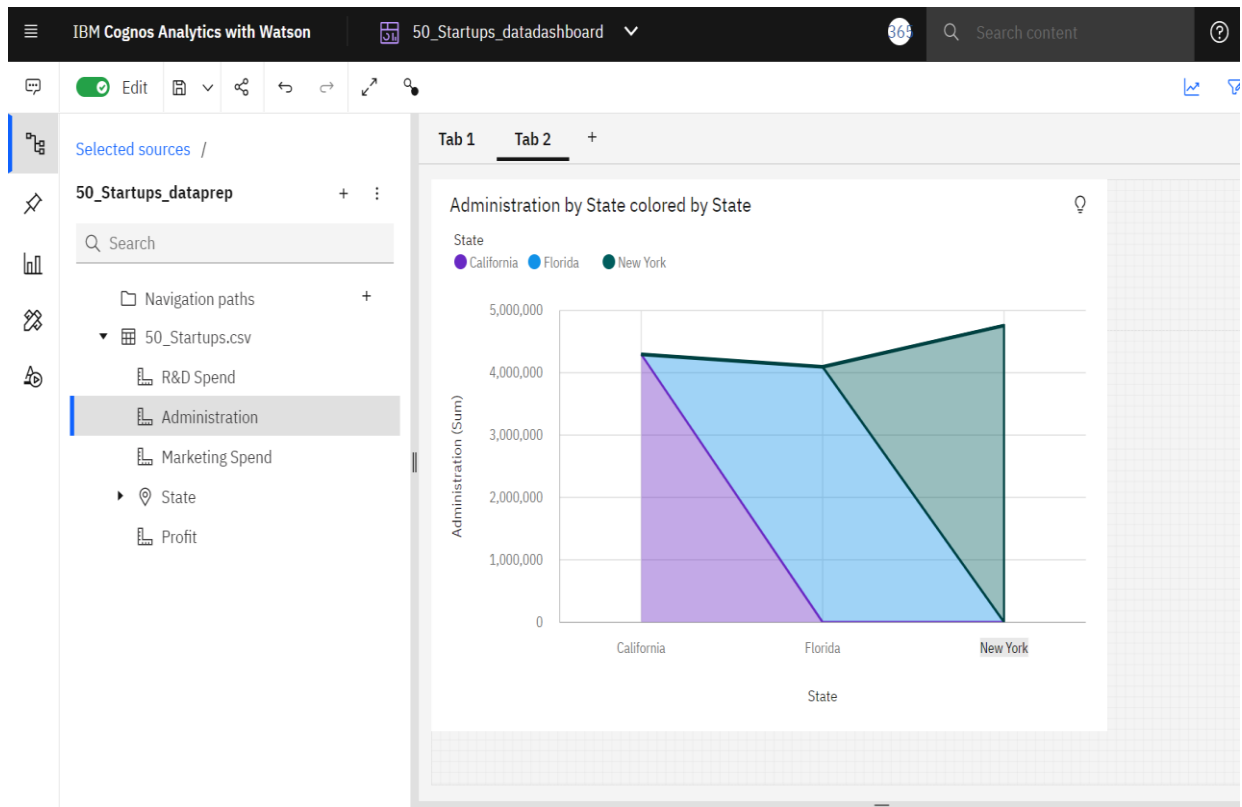 IBM Cognos Analytics with Watson
50_Startups_datadashboard
365
Search content
Edit
Selected sources /
50_Startups_dataprep
Search
Navigation paths
50_Startups.csv
R&D Spend
Administration
Marketing Spend
State
Profit
Tab 1
Tab 2
Administration by State colored by State
State
California Florida New York
5,000,000
4,000,000
3,000,000
2,000,000
1,000,000
0
Administration (Sum)
California Florida New York
State